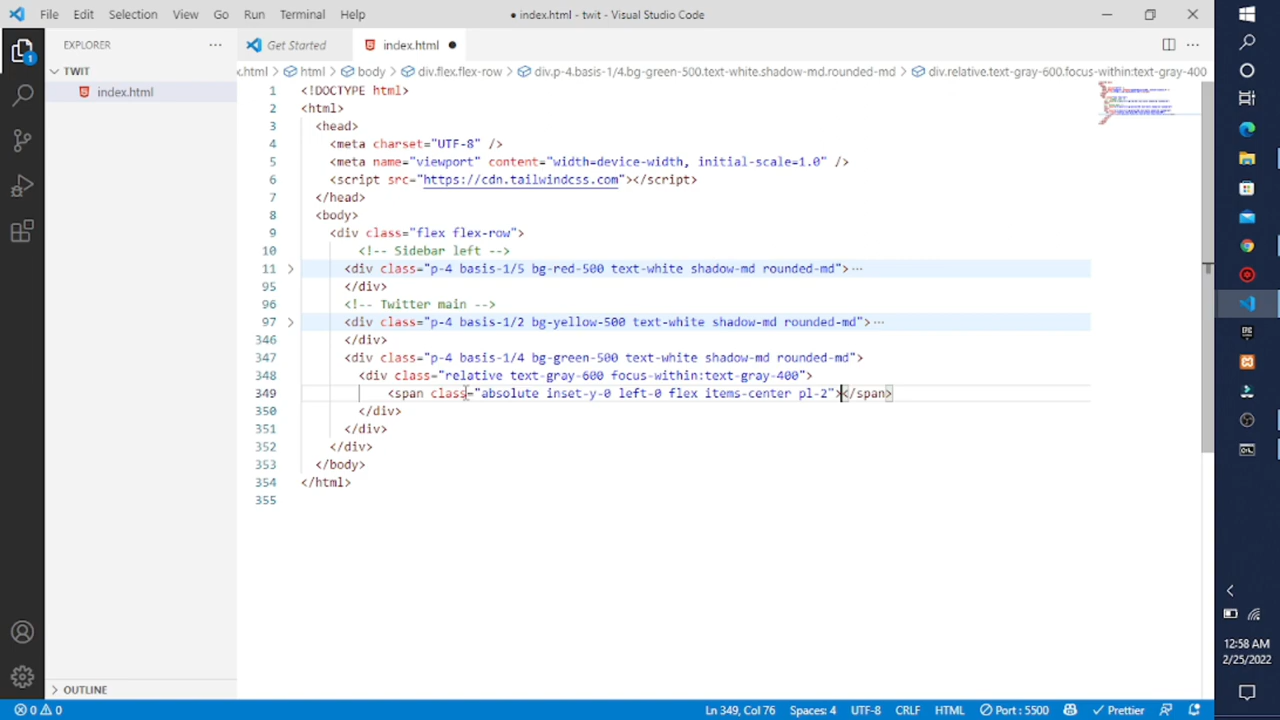 File Edit Selection View Go Run Terminal Help
● index.html - twit - Visual Studio Code
EXPLORER ···
TWIT
index.html
OUTLINE
1
Get Started
index.html ●
x.html > html > body > div.flex.flex-row > div.p-4.basis-1/4.bg-green-500.text-white.shadow-md.rounded-md > div.relative.text-gray-600.focus-within:text-gray-400
1 <!DOCTYPE html>
2 <html>
3 <head>
4 <meta charset="UTF-8" />
5 <meta name="viewport" content="width=device-width, initial-scale=1.0" />
6 <script src="https://cdn.tailwindcss.com"></script>
7 </head>
8 <body>
9 <div class="flex flex-row">
10 <!-- Sidebar left -->
11 <div class="p-4 basis-1/5 bg-red-500 text-white shadow-md rounded-md">···
95 </div>
96 <!-- Twitter main -->
97 <div class="p-4 basis-1/2 bg-yellow-500 text-white shadow-md rounded-md">···
346 </div>
347 <div class="p-4 basis-1/4 bg-green-500 text-white shadow-md rounded-md">
348 <div class="relative text-gray-600 focus-within:text-gray-400">
349 <span class="absolute inset-y-0 left-0 flex items-center pl-2"></span>
350 </div>
351 </div>
352 </div>
353 </body>
354 </html>
355
0 0
Ln 349, Col 76 Spaces: 4 UTF-8 CRLF HTML Port : 5500 Prettier
12:58 AM
2/25/2022